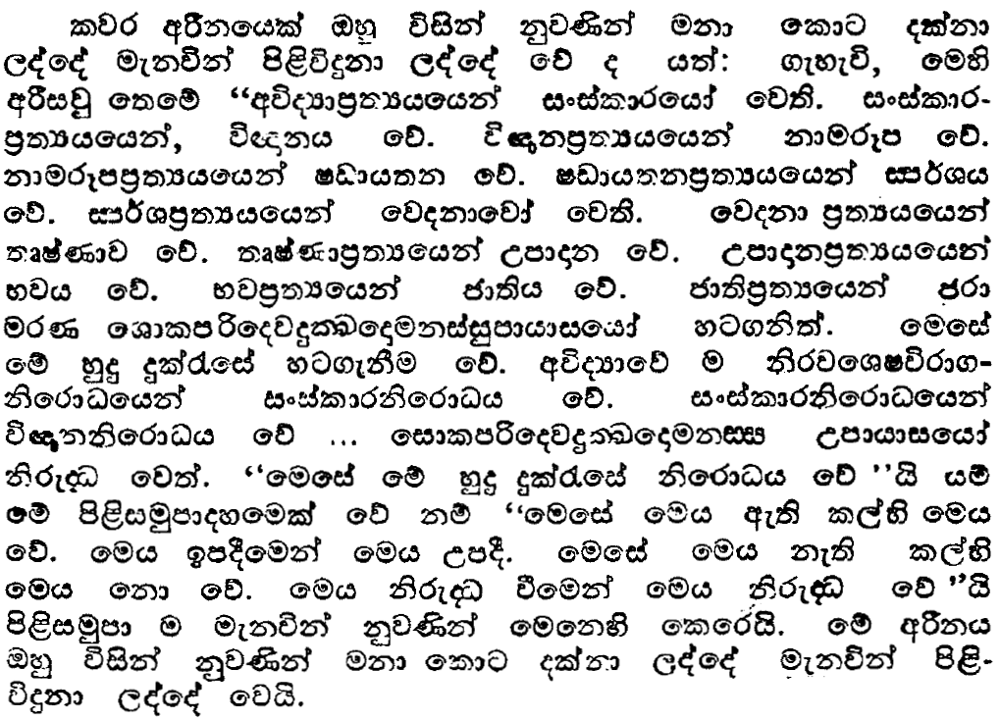 කවර අරීනයෙක් ඔහු විසින් නුවණින් මනා කොට දක්නා
ලද්දේ මැනවින් පිළිවිදුනා ලද්දේ වේ ද යත්: ගැහැවි, මෙහි
අරීසවු තෙමේ “අවිද්‍යාප්‍රත්‍යයයෙන් සංස්කාරයෝ වෙති. සංස්කාර-
ප්‍රත්‍යයයෙන්, විඥානය වේ. විඥනප්‍රත්‍යයයෙන් නාමරූප වේ.
නාමරූපප්‍රත්‍යයයෙන් ෂඩායතන වේ. ෂඩායතනප්‍රත්‍යයයෙන් ස්පර්ශය
වේ. ස්පර්ශප්‍රත්‍යයයෙන් වෙදනාවෝ වෙති. වෙදනා ප්‍රත්‍යයයෙන්
තෘෂ්ණාව වේ. තෘෂ්ණාප්‍රත්‍යයෙන් උපාදාන වේ. උපාදානප්‍රත්‍යයයෙන්
භවය වේ. භවප්‍රත්‍යයෙන් ජාතිය වේ. ජාතිප්‍රත්‍යයෙන් ජරා
මරණ ශොකපරිදෙවදුක්ඛදොමනස්සුපායාසයෝ හටගනිත්. මෙසේ
මේ හුදු දුක්රැසේ හටගැනීම වේ. අවිද්‍යාවේ ම නිරවශෙෂවිරාග-
නිරොධයෙන් සංස්කාරනිරොධය වේ. සංස්කාරනිරොධයෙන්
විඥනනිරොධය වේ ... සොකපරිදෙවදුක්ඛදොමනස්ස උපායාසයෝ
නිරුද්ධ වෙත්. “මෙසේ මේ හුදු දුක්රැසේ නිරොධය වේ”යි යම්
මේ පිළිසමුපාදහමෙක් වේ නම් “මෙසේ මෙය ඇති කල්හි මෙය
වේ. මෙය ඉපදීමෙන් මෙය උපදී. මෙසේ මෙය නැති කල්හි
මෙය නො වේ. මෙය නිරුද්ධ වීමෙන් මෙය නිරුද්ධ වේ”යි
පිළිසමුපා ම මැනවින් නුවණින් මෙනෙහි කෙරෙයි. මේ අරීනය
ඔහු විසින් නුවණින් මනා කොට දක්නා ලද්දේ මැනවින් පිළි-
විදුනා ලද්දේ වෙයි.